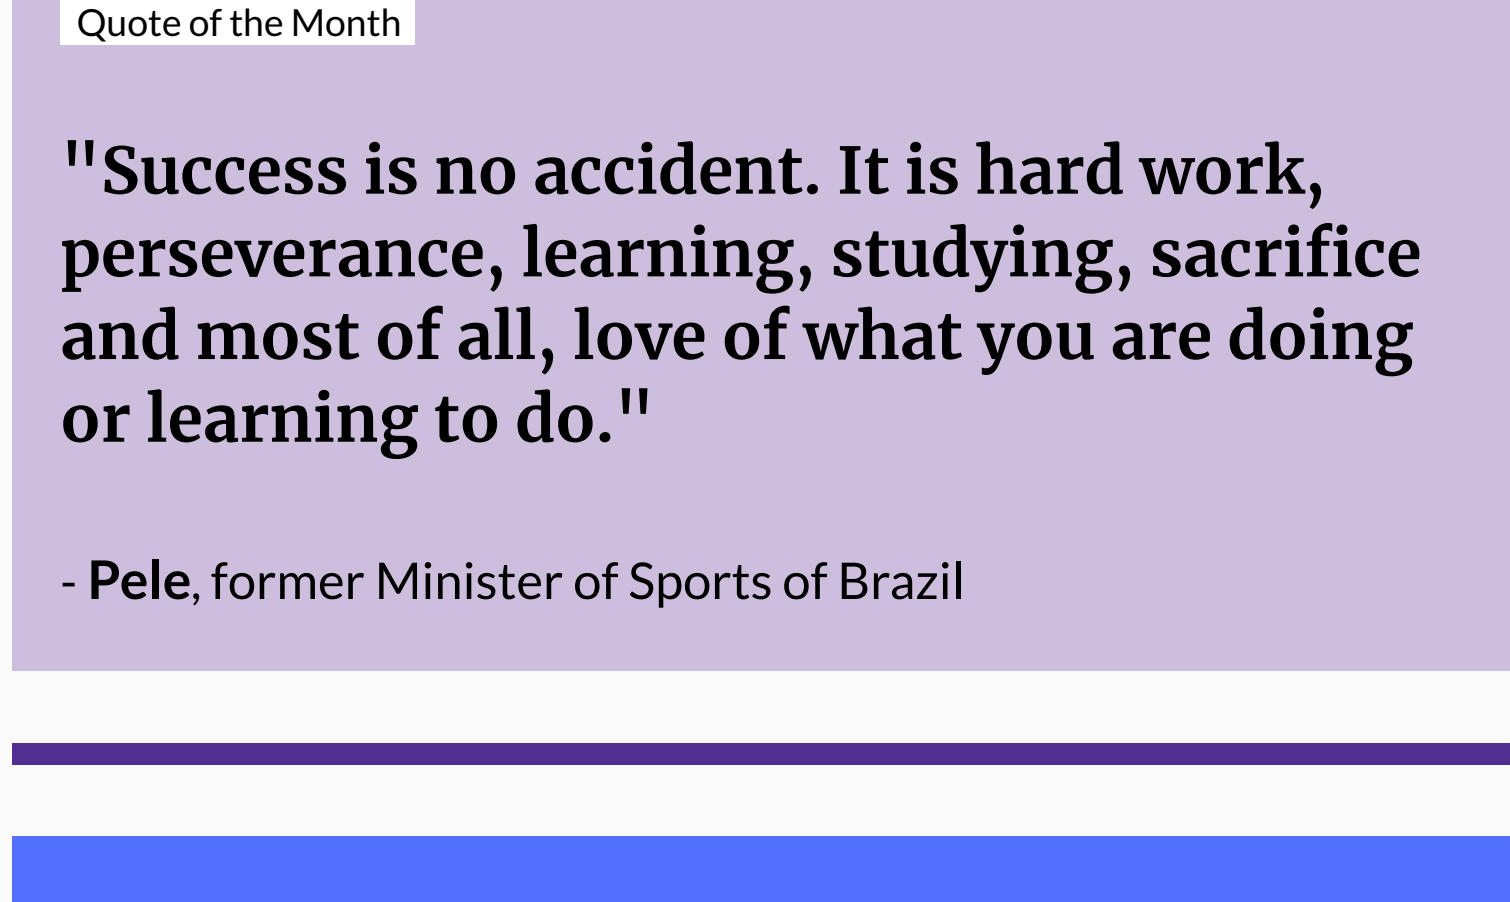 Quote of the Month
"Success is no accident. It is hard work,
perseverance, learning, studying, sacrifice
and most of all, love of what you are doing
or learning to do."
- Pele, former Minister of Sports of Brazil